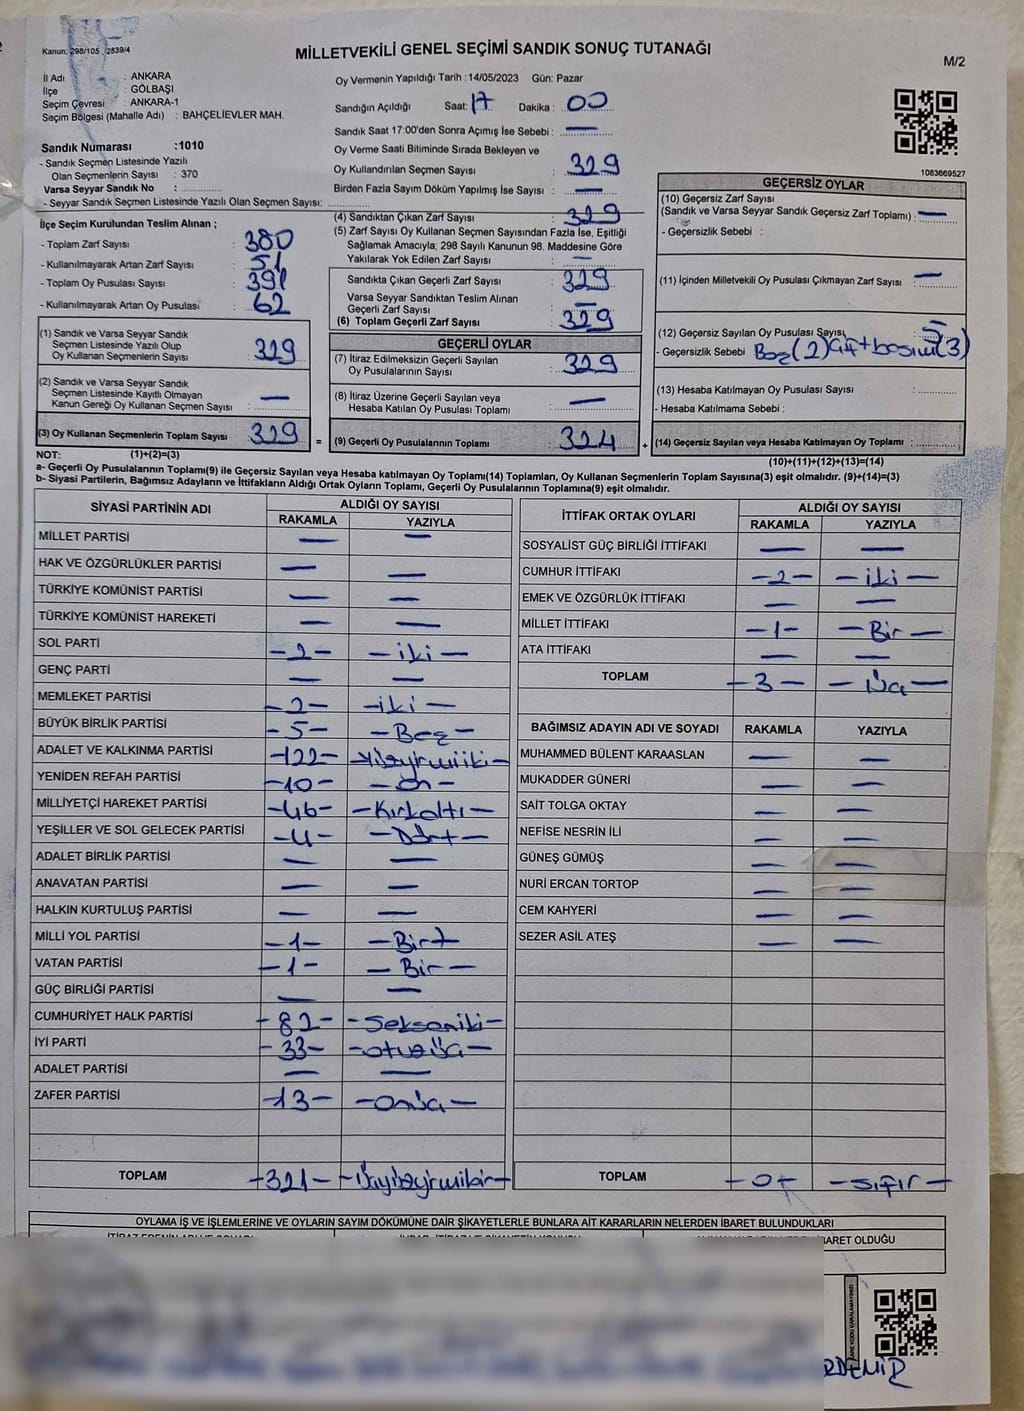 Kanun: 298/105, 2839/4
MİLLETVEKİLİ GENEL SEÇİMİ SANDIK SONUÇ TUTANAĞI
M/2
İl Adı : ANKARA
İlçe : GÖLBAŞI
Seçim Çevresi : ANKARA-1
Seçim Bölgesi (Mahalle Adı) : BAHÇELİEVLER MAH.
Oy Vermenin Yapıldığı Tarih :14/05/2023 Gün: Pazar
Sandığın Açıldığı Saat: 17 Dakika : 00
Sandık Saat 17:00'den Sonra Açımış İse Sebebi : —
Sandık Numarası :1010
- Sandık Seçmen Listesinde Yazılı
Olan Seçmenlerin Sayısı : 370
Varsa Seyyar Sandık No :
- Seyyar Sandık Seçmen Listesinde Yazılı Olan Seçmen Sayısı:
Oy Verme Saati Bitiminde Sırada Bekleyen ve
Oy Kullandırılan Seçmen Sayısı : 329
Birden Fazla Sayım Döküm Yapılmış İse Sayısı : —
1083669527
İlçe Seçim Kurulundan Teslim Alınan ;
- Toplam Zarf Sayısı : 380
- Kullanılmayarak Artan Zarf Sayısı : 51
- Toplam Oy Pusulası Sayısı : 391
- Kullanılmayarak Artan Oy Pusulası : 62
(4) Sandıktan Çıkan Zarf Sayısı : 329
(5) Zarf Sayısı Oy Kullanan Seçmen Sayısından Fazla İse, Eşitliği
Sağlamak Amacıyla; 298 Sayılı Kanunun 98. Maddesine Göre
Yakılarak Yok Edilen Zarf Sayısı : —
Sandıkta Çıkan Geçerli Zarf Sayısı : 329
Varsa Seyyar Sandıktan Teslim Alınan
Geçerli Zarf Sayısı : —
(6) Toplam Geçerli Zarf Sayısı : 329
GEÇERSİZ OYLAR
(10) Geçersiz Zarf Sayısı
(Sandık ve Varsa Seyyar Sandık Geçersiz Zarf Toplamı) : —
- Geçersizlik Sebebi :
(11) İçinden Milletvekili Oy Pusulası Çıkmayan Zarf Sayısı : —
(12) Geçersiz Sayılan Oy Pusulası Sayısı : 5
- Geçersizlik Sebebi : Boş(2) Çift basım(3)
(13) Hesaba Katılmayan Oy Pusulası Sayısı :
- Hesaba Katılmama Sebebi :
(1) Sandık ve Varsa Seyyar Sandık
Seçmen Listesinde Yazılı Olup
Oy Kullanan Seçmenlerin Sayısı : 329
(2) Sandık ve Varsa Seyyar Sandık
Seçmen Listesinde Kayıtlı Olmayan
Kanun Gereği Oy Kullanan Seçmen Sayısı : —
GEÇERLİ OYLAR
(7) İtiraz Edilmeksizin Geçerli Sayılan
Oy Pusulalarının Sayısı : 329
(8) İtiraz Üzerine Geçerli Sayılan veya
Hesaba Katılan Oy Pusulası Toplamı : —
(3) Oy Kullanan Seçmenlerin Toplam Sayısı : 329 = (9) Geçerli Oy Pusulalarının Toplamı : 324 + (14) Geçersiz Sayılan veya Hesaba Katılmayan Oy Toplamı :
NOT: (1)+(2)=(3) (10)+(11)+(12)+(13)=(14)
a- Geçerli Oy Pusulalarının Toplamı(9) ile Geçersiz Sayılan veya Hesaba katılmayan Oy Toplamı(14) Toplamları, Oy Kullanan Seçmenlerin Toplam Sayısına(3) eşit olmalıdır. (9)+(14)=(3)
b- Siyasi Partilerin, Bağımsız Adayların ve İttifakların Aldığı Ortak Oyların Toplamı, Geçerli Oy Pusulalarının Toplamına(9) eşit olmalıdır.
SİYASİ PARTİNİN ADI ALDIĞI OY SAYISI
RAKAMLA YAZIYLA
MİLLET PARTİSİ — —
HAK VE ÖZGÜRLÜKLER PARTİSİ — —
TÜRKİYE KOMÜNİST PARTİSİ — —
TÜRKİYE KOMÜNİST HAREKETİ — —
SOL PARTİ -2- -iki-
GENÇ PARTİ — —
MEMLEKET PARTİSİ -2- -iki-
BÜYÜK BİRLİK PARTİSİ -5- -Beş-
ADALET VE KALKINMA PARTİSİ -122- -Yüzyirmiiki-
YENİDEN REFAH PARTİSİ -10- -On-
MİLLİYETÇİ HAREKET PARTİSİ -46- -Kırkaltı-
YEŞİLLER VE SOL GELECEK PARTİSİ -4- -Dört-
ADALET BİRLİK PARTİSİ — —
ANAVATAN PARTİSİ — —
HALKIN KURTULUŞ PARTİSİ — —
MİLLİ YOL PARTİSİ -1- -Bir-
VATAN PARTİSİ -1- -Bir-
GÜÇ BİRLİĞİ PARTİSİ — —
CUMHURİYET HALK PARTİSİ -82- -Seksaniki-
İYİ PARTİ -33- -otuzüç-
ADALET PARTİSİ — —
ZAFER PARTİSİ -13- -Onüç-
TOPLAM -321- -Üçyüzyirmibir-
İTTİFAK ORTAK OYLARI ALDIĞI OY SAYISI
RAKAMLA YAZIYLA
SOSYALİST GÜÇ BİRLİĞİ İTTİFAKI — —
CUMHUR İTTİFAKI -2- -iki-
EMEK VE ÖZGÜRLÜK İTTİFAKI — —
MİLLET İTTİFAKI -1- -Bir-
ATA İTTİFAKI — —
TOPLAM -3- -Üç-
BAĞIMSIZ ADAYIN ADI VE SOYADI RAKAMLA YAZIYLA
MUHAMMED BÜLENT KARAASLAN — —
MUKADDER GÜNERİ — —
SAİT TOLGA OKTAY — —
NEFİSE NESRİN İLİ — —
GÜNEŞ GÜMÜŞ — —
NURİ ERCAN TORTOP — —
CEM KAHYERİ — —
SEZER ASİL ATEŞ — —
TOPLAM -0- -sıfır-
OYLAMA İŞ VE İŞLEMLERİNE VE OYLARIN SAYIM DÖKÜMÜNE DAİR ŞİKAYETLERLE BUNLARA AİT KARARLARIN NELERDEN İBARET BULUNDUKLARI
BARET OLDUĞU
RDEMİR